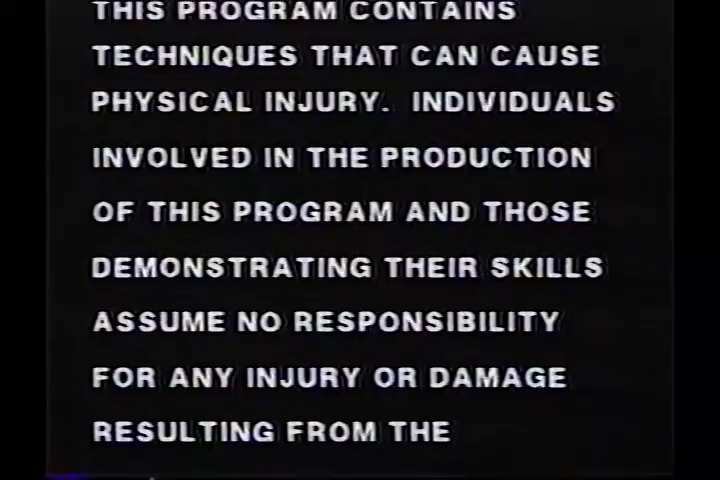 THIS PROGRAM CONTAINS
TECHNIQUES THAT CAN CAUSE
PHYSICAL INJURY. INDIVIDUALS
INVOLVED IN THE PRODUCTION
OF THIS PROGRAM AND THOSE
DEMONSTRATING THEIR SKILLS
ASSUME NO RESPONSIBILITY
FOR ANY INJURY OR DAMAGE
RESULTING FROM THE